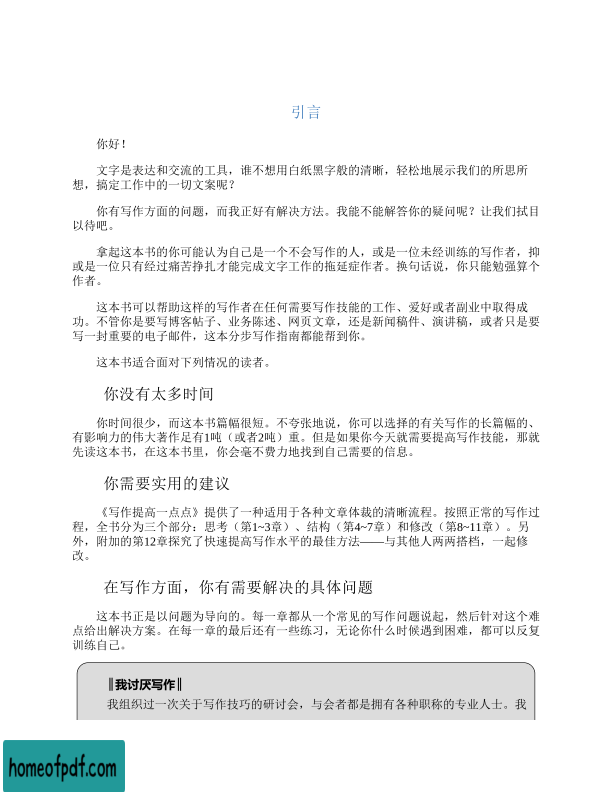 引言
你好！
文字是表达和交流的工具，谁不想用白纸黑字般的清晰，轻松地展示我们的所思所
想，搞定工作中的一切文案呢？
你有写作方面的问题，而我正好有解决方法。我能不能解答你的疑问呢？让我们拭目
以待吧。
拿起这本书的你可能认为自己是一个不会写作的人，或是一位未经训练的写作者，抑
或是一位只有经过痛苦挣扎才能完成文字工作的拖延症作者。换句话说，你只能勉强算个
作者。
这本书可以帮助这样的写作者在任何需要写作技能的工作、爱好或者副业中取得成
功。不管你是要写博客帖子、业务陈述、网页文章，还是新闻稿件、演讲稿，或者只是要
写一封重要的电子邮件，这本分步写作指南都能帮到你。
这本书适合面对下列情况的读者。
你没有太多时间
你时间很少，而这本书篇幅很短。不夸张地说，你可以选择的有关写作的长篇幅的、
有影响力的伟大著作足有1吨（或者2吨）重。但是如果你今天就需要提高写作技能，那就
先读这本书，在这本书里，你会毫不费力地找到自己需要的信息。
你需要实用的建议
《写作提高一点点》提供了一种适用于各种文章体裁的清晰流程。按照正常的写作过
程，全书分为三个部分：思考（第1~3章）、结构（第4~7章）和修改（第8~11章）。另
外，附加的第12章探究了快速提高写作水平的最佳方法——与其他人两两搭档，一起修
改。
在写作方面，你有需要解决的具体问题
这本书正是以问题为导向的。每一章都从一个常见的写作问题说起，然后针对这个难
点给出解决方案。在每一章的最后还有一些练习，无论你什么时候遇到困难，都可以反复
训练自己。
‖我讨厌写作‖
我组织过一次关于写作技巧的研讨会，与会者都是拥有各种职称的专业人士。我
homeofpdf.com